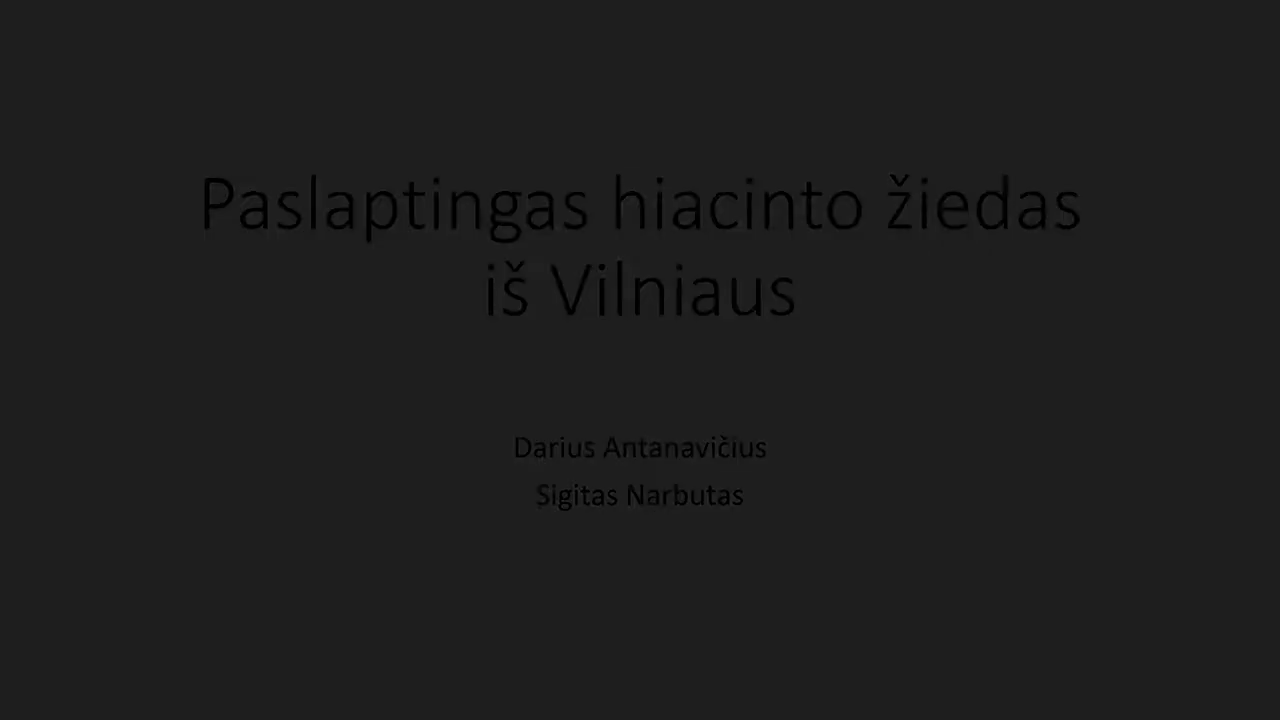 Paslaptingas hiacinto žiedas
iš Vilniaus
Darius Antanavičius
Sigitas Narbutas